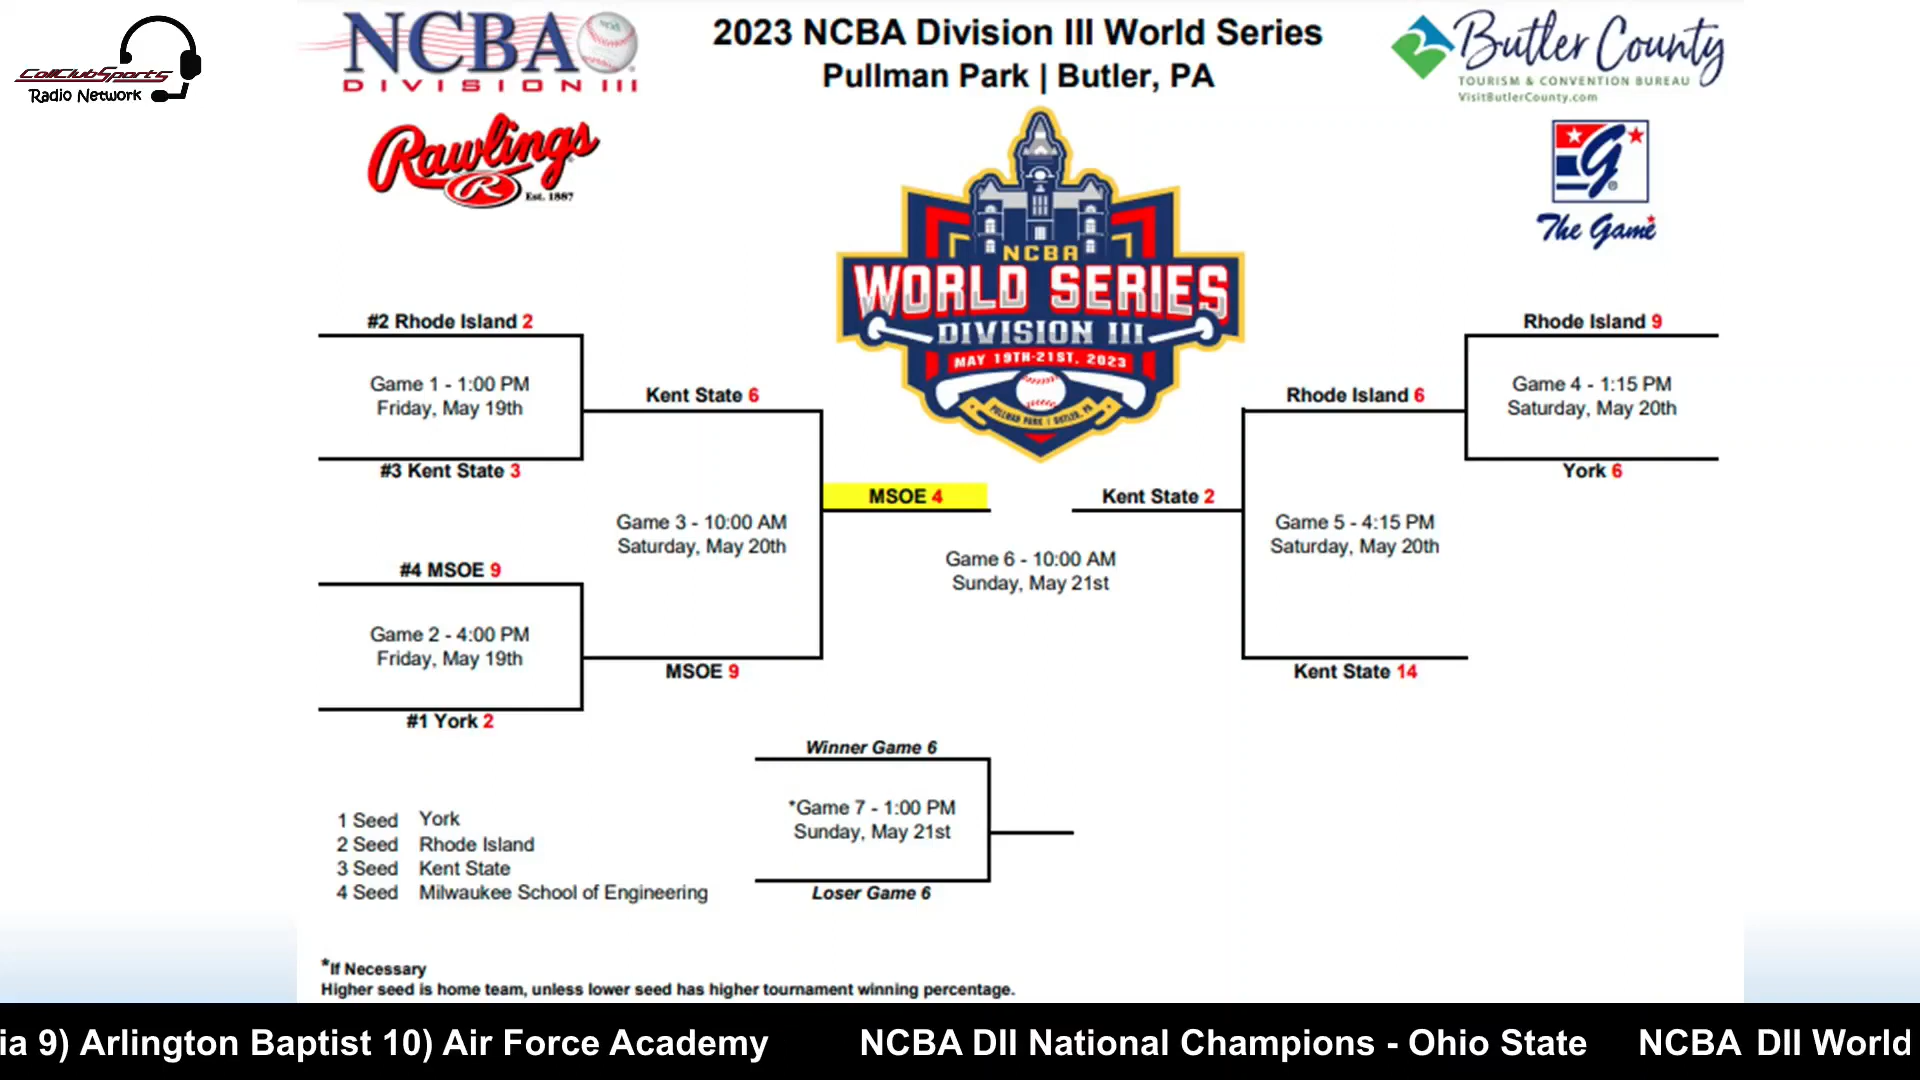 CollClubSports
Radio Network
NCBA
DIVISION III
2023 NCBA Division III World Series
Pullman Park | Butler, PA
Butler County
TOURISM & CONVENTION BUREAU
VisitButlerCounty.com
Rawlings
R
Est. 1887
G
The Game
NCBA
WORLD SERIES
DIVISION III
MAY 19TH-21ST, 2023
PULLMAN PARK | BUTLER, PA
#2 Rhode Island 2
Game 1 - 1:00 PM
Friday, May 19th
#3 Kent State 3
Kent State 6
Game 3 - 10:00 AM
Saturday, May 20th
#4 MSOE 9
Game 2 - 4:00 PM
Friday, May 19th
#1 York 2
MSOE 9
MSOE 4
Kent State 2
Game 6 - 10:00 AM
Sunday, May 21st
Rhode Island 9
Game 4 - 1:15 PM
Saturday, May 20th
York 6
Rhode Island 6
Game 5 - 4:15 PM
Saturday, May 20th
Kent State 14
Winner Game 6
*Game 7 - 1:00 PM
Sunday, May 21st
Loser Game 6
1 Seed York
2 Seed Rhode Island
3 Seed Kent State
4 Seed Milwaukee School of Engineering
*If Necessary
Higher seed is home team, unless lower seed has higher tournament winning percentage.
ia 9) Arlington Baptist 10) Air Force Academy NCBA DII National Champions - Ohio State NCBA DII World